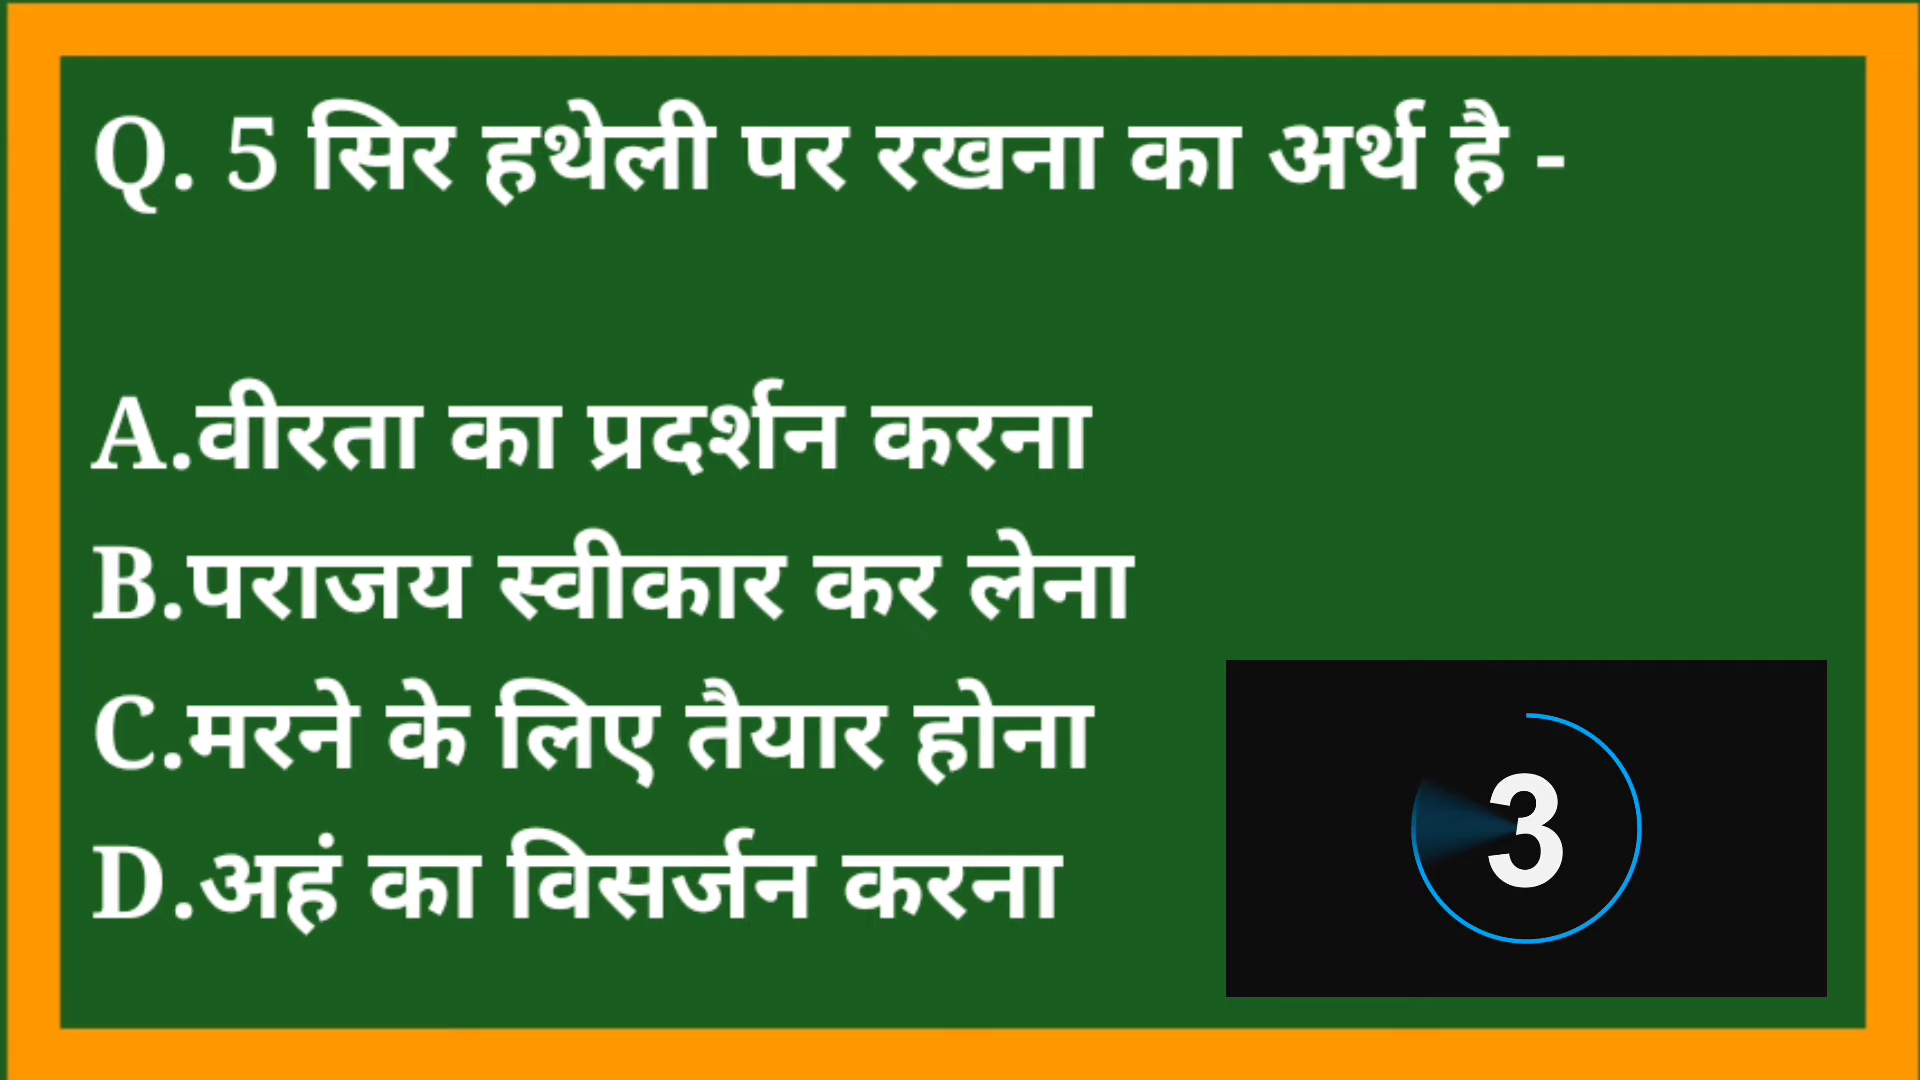 Q. 5 सिर हथेली पर रखना का अर्थ है -
A.वीरता का प्रदर्शन करना
B.पराजय स्वीकार कर लेना
C.मरने के लिए तैयार होना
D.अहं का विसर्जन करना
3